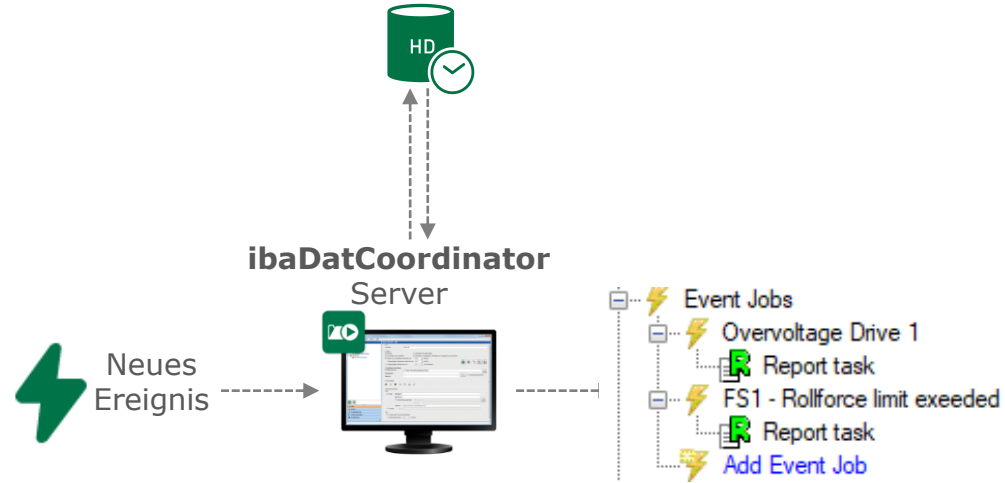 HD
ibaDatCoordinator
Server
Neues
Ereignis
Event Jobs
Overvoltage Drive 1
Report task
FS1 - Rollforce limit exeeded
Report task
Add Event Job